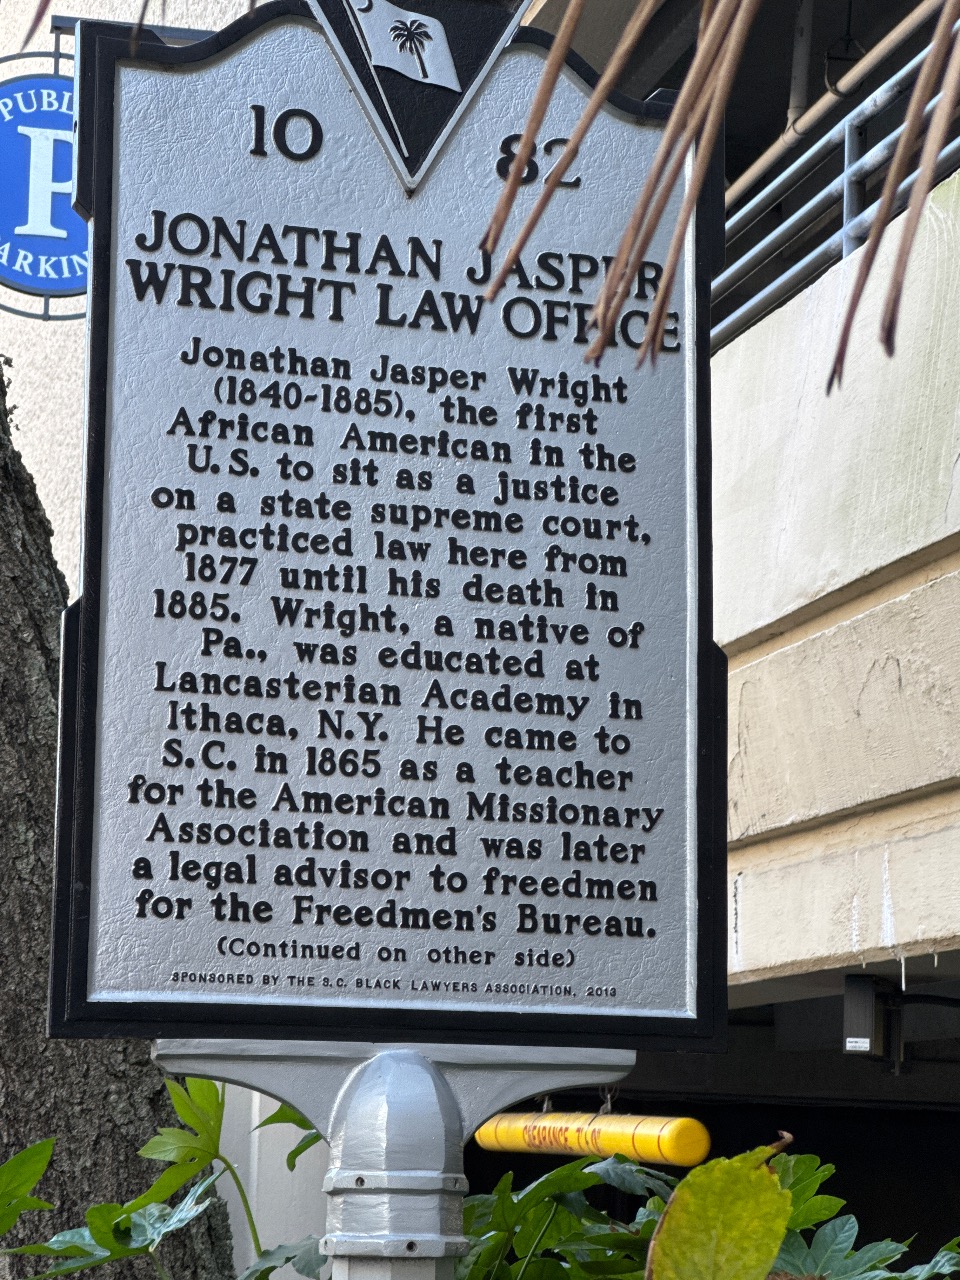 PUBL
P
ARKIN
10 82
JONATHAN JASPER
WRIGHT LAW OFFICE
Jonathan Jasper Wright
(1840-1885), the first
African American in the
U.S. to sit as a justice
on a state supreme court,
practiced law here from
1877 until his death in
1885. Wright, a native of
Pa., was educated at
Lancasterian Academy in
Ithaca, N.Y. He came to
S.C. in 1865 as a teacher
for the American Missionary
Association and was later
a legal advisor to freedmen
for the Freedmen's Bureau.
(Continued on other side)
SPONSORED BY THE S.C. BLACK LAWYERS ASSOCIATION, 2013
CLEARANCE